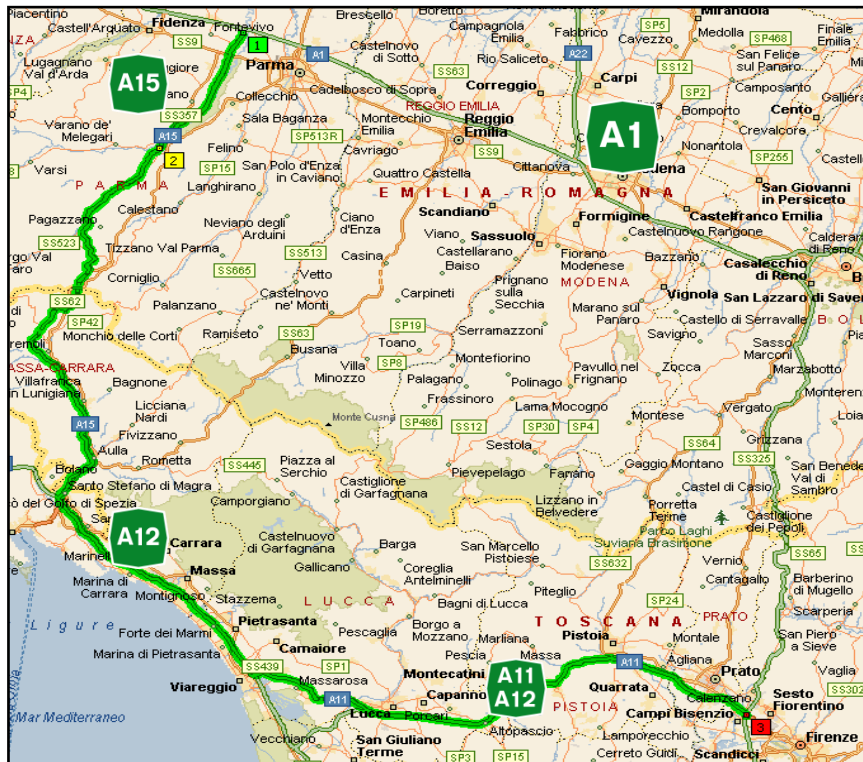 Piacentino
Fidenza
Fontevivo
Brescello
Boretto
Campagnola
Emilia
Novi di
Modena
SP5
Cavezzo
Mirandola
Medolla
SP468
Finale
Emilia
Castell'Arquato
SS9
1
A1
Castelnovo
di Sotto
Rio Saliceto
A22
San Felice
sul Panaro
Lugagnano
Val d'Arda
A15
Parma
SS63
Carpi
SS12
Camposanto
SP4
Collecchio
Cadelbosco di Sopra
Correggio
SP2
SS357
REGGIO EMILIA
A1
Bomporto
Cento
Varano de'
Melegari
Sala Baganza
Montecchio
Emilia
Reggio
Emilia
Crevalcore
A15
SP513R
Nonantola
2
Felino
Cavriago
SS9
SP255
Varsi
SP15
San Polo d'Enza
in Caviano
Cittanova
PARMA
Langhirano
Quattro Castella
San Giovanni
in Persiceto
EMILIA ROMAGNA
Calestano
Scandiano
Formigine
Castelfranco Emilia
Pagazzano
Neviano degli
Arduini
Ciano
d'Enza
Viano
Sassuolo
Castelnuovo Rangone
SS523
Tizzano Val Parma
SS513
Casina
Castellarano
Baiso
Fiorano
Modenese
Bazzano
Casalecchio
di Reno
SS665
Vetto
MODENA
Corniglio
Prignano
sulla
Secchia
Vignola
San Lazzaro di Save
SS62
Palanzano
Castelnovo
ne' Monti
Carpineti
Marano sul
Panaro
Castello di Serravalle
SP42
SP19
Savigno
Monchio delle Corti
Ramiseto
SS63
Toano
Serramazzoni
Sasso
Marconi
Busana
SP8
Montefiorino
Marzabotto
Villafranca
in Lunigiana
Bagnone
Villa
Minozzo
Palagano
Polinago
Pavullo nel
Frignano
Zocca
Frassinoro
Vergato
Licciana
Nardi
Lama Mocogno
Montese
Monte Cusna
A15
SP486
SS12
SP30
SP4
Grizzana
Fivizzano
SS64
Aulla
Sestola
SS325
Rometta
Piazza al
Serchio
Gaggio Montano
Bolano
SS445
Pievepelago
Fanano
Castel di Casio
Santo Stefano di Magra
Castiglione
di Garfagnana
Lizzano in
Belvedere
Camporgiano
Porretta
Terme
Castiglione
dei Pepoli
A12
Carrara
Castelnuovo
di Garfagnana
Barga
San Marcello
Pistoiese
Parco Laghi
Suviana Brasimone
SS65
Massa
Gallicano
SS632
Vernio
Marina di
Carrara
Coreglia
Antelminelli
Cantagallo
Barberino
di Mugello
Montignoso
Stazzema
Piteglio
Ligure
LUCCA
Bagni di Lucca
SP24
Scarperia
Pietrasanta
TOSCANA
PRATO
Forte dei Marmi
Pescaglia
Borgo a
Mozzano
Marliana
Pistoia
San Piero
a Sieve
Camaiore
Montale
Marina di Pietrasanta
Pescia
Massa
SP1
A11
Agliana
Vaglia
SS439
Montecatini
A11
A12
Prato
Viareggio
Massarosa
Quarrata
Calenzano
Sesto
Fiorentino
SS302
A11
Capanno
Mar Mediterraneo
Lucca
PISTOIA
Campi Bisenzio
Porcari
3
Altopascio
Vecchiano
Lamporecchio
Firenze
San Giuliano
Terme
SP3
SP15
Cerreto Guidi
Scandicci